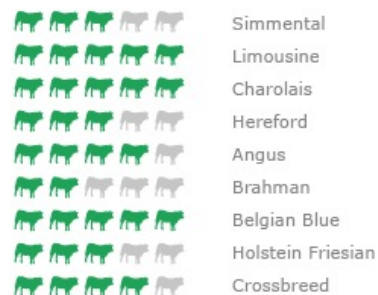 Simmental
Limousine
Charolais
Hereford
Angus
Brahman
Belgian Blue
Holstein Friesian
Crossbreed